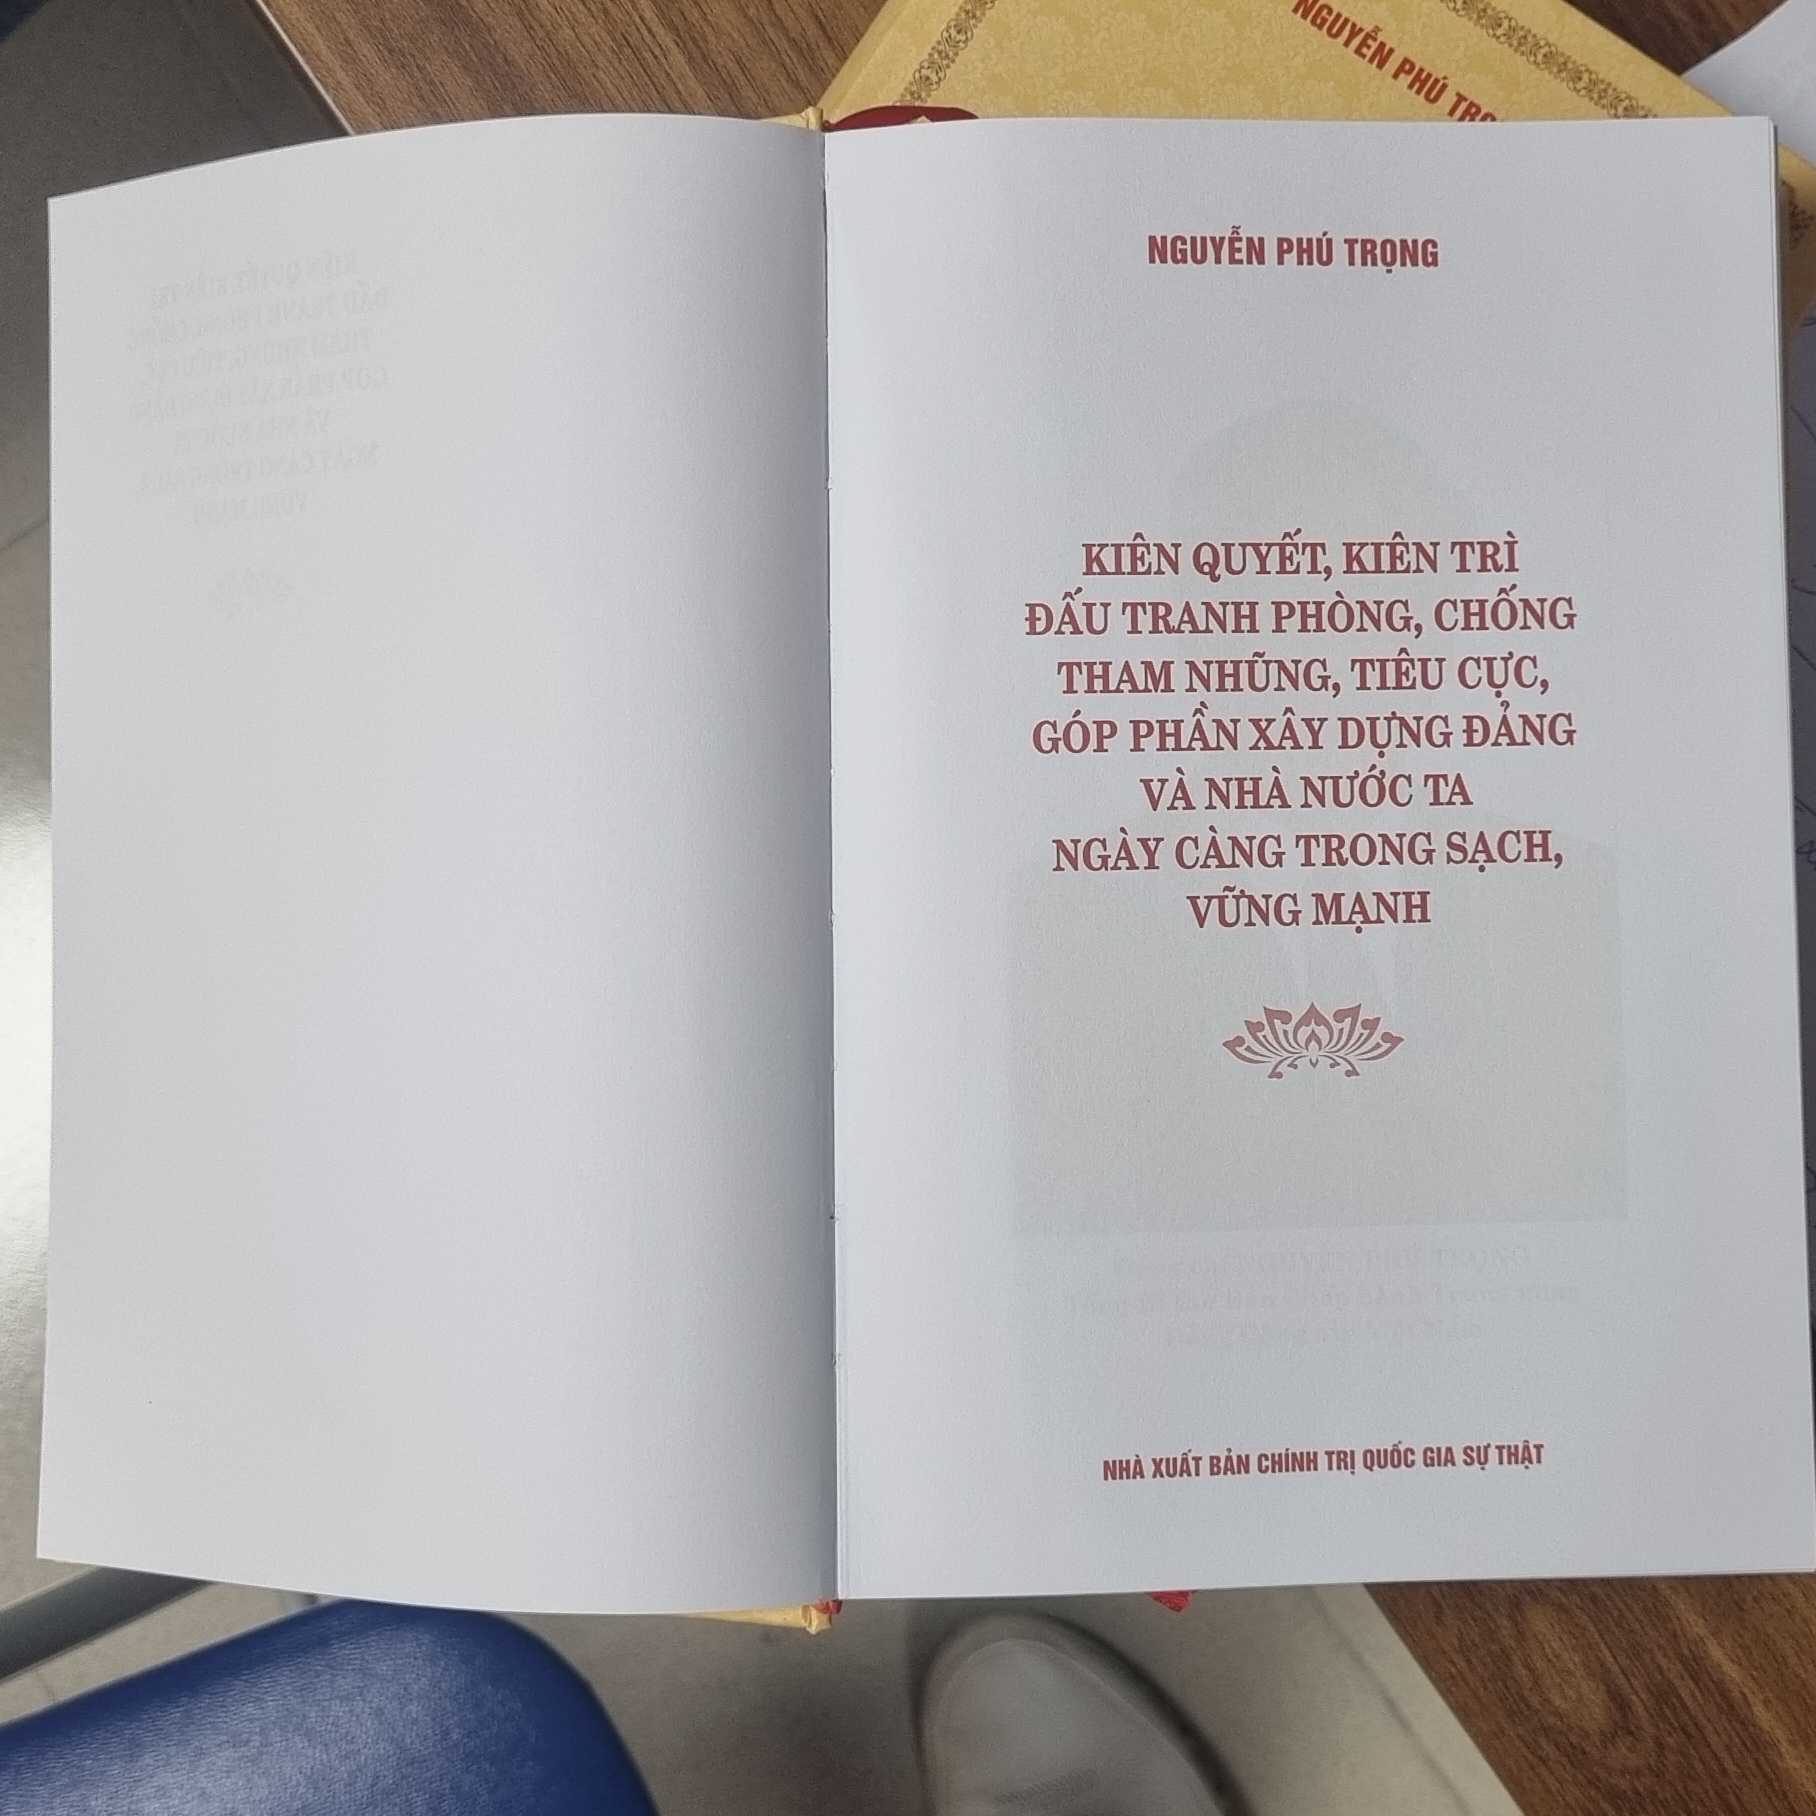 NGUYỄN PHÚ
NGUYỄN PHÚ TRỌNG
KIÊN QUYẾT, KIÊN TRÌ
ĐẤU TRANH PHÒNG, CHỐNG
THAM NHŨNG, TIÊU CỰC,
GÓP PHẦN XÂY DỰNG ĐẢNG
VÀ NHÀ NƯỚC TA
NGÀY CÀNG TRONG SẠCH,
VỮNG MẠNH
NHÀ XUẤT BẢN CHÍNH TRỊ QUỐC GIA SỰ THẬT